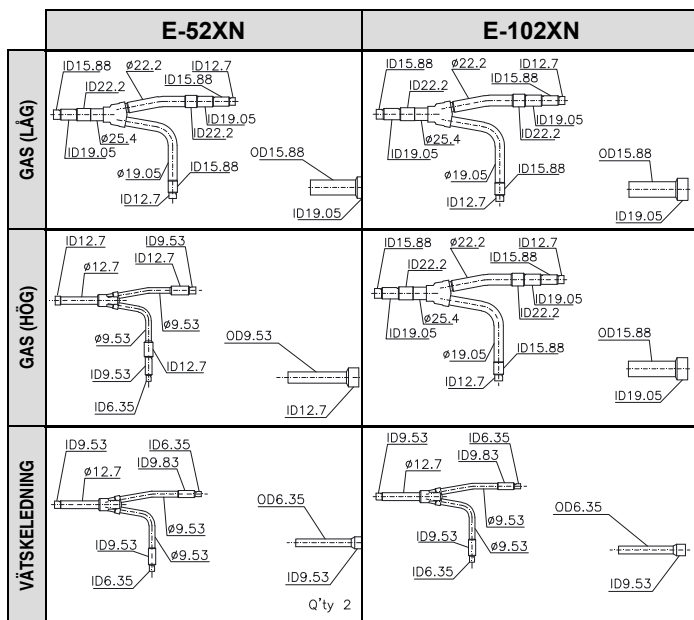 E-52XN
E-102XN
GAS (LÅG)
ID15.88
ø22.2
ID12.7
ID15.88
ID22.2
ID19.05
ID22.2
ø25.4
ID19.05
ø19.05
ID15.88
ID12.7
OD15.88
ID19.05
ID15.88
ø22.2
ID12.7
ID15.88
ID22.2
ID19.05
ID22.2
ø25.4
ID19.05
ø19.05
ID15.88
ID12.7
OD15.88
ID19.05
GAS (HÖG)
ID12.7
ID9.53
ø12.7
ID12.7
ø9.53
ø9.53
ID12.7
ID9.53
ID6.35
OD9.53
ID12.7
ID15.88
ø22.2
ID12.7
ID15.88
ID22.2
ID19.05
ID22.2
ø25.4
ID19.05
ø19.05
ID15.88
ID12.7
OD15.88
ID19.05
VÄTSKELEDNING
ID9.53
ID6.35
ID9.83
ø12.7
ø9.53
ID9.53
ø9.53
ID6.35
OD6.35
ID9.53
Q'ty 2
ID9.53
ID6.35
ID9.83
ø12.7
ø9.53
ID9.53
ø9.53
ID6.35
OD6.35
ID9.53